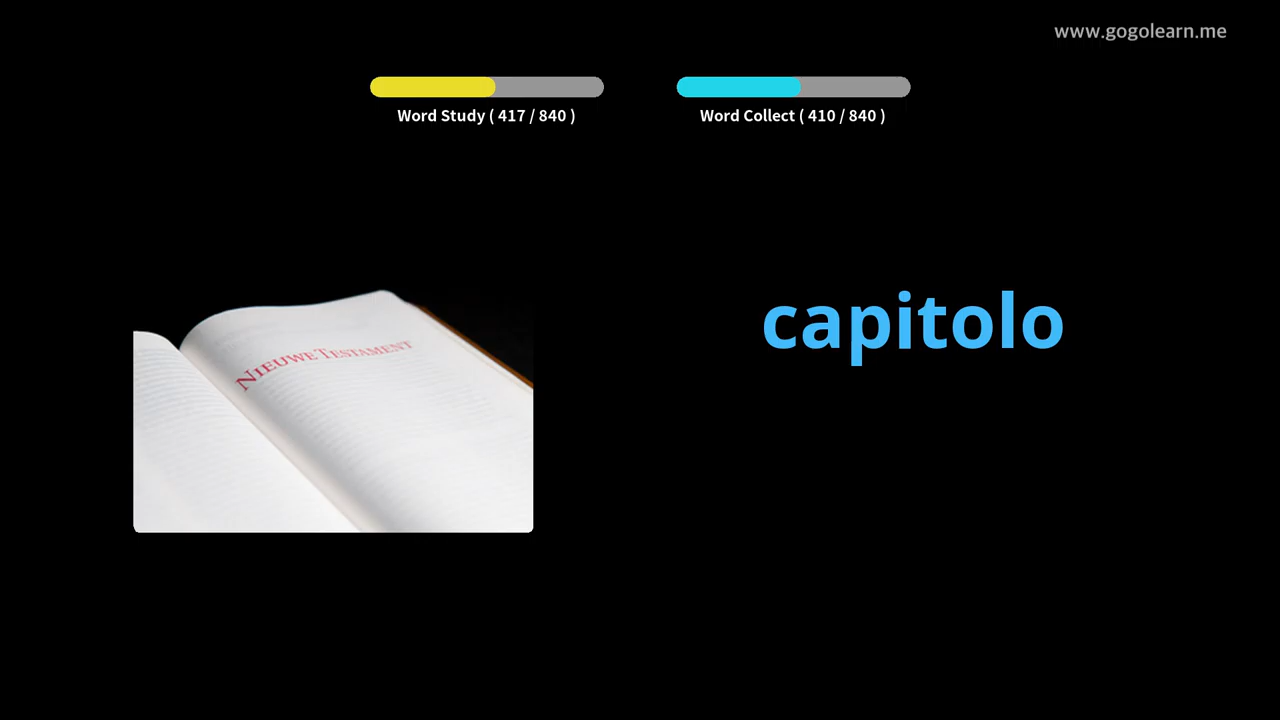 www.gogolearn.me
Word Study ( 417 / 840 )
Word Collect ( 410 / 840 )
NIEUWE TESTAMENT
capitolo